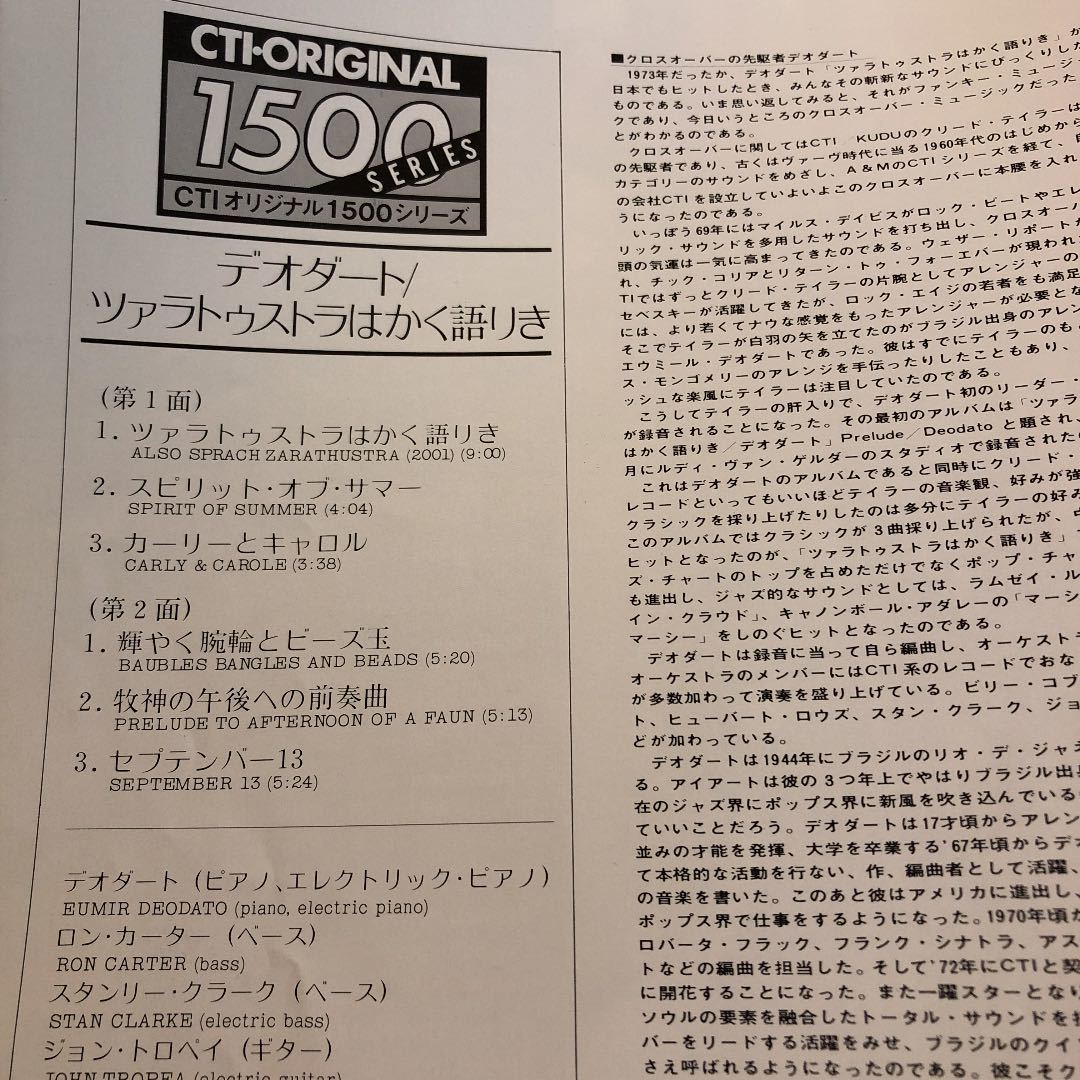 CTI・ORIGINAL
1500
SERIES
CTIオリジナル1500シリーズ
デオダート/
ツァラトゥストラはかく語りき
(第1面)
1. ツァラトゥストラはかく語りき
ALSO SPRACH ZARATHUSTRA (2001) (9:00)
2. スピリット・オブ・サマー
SPIRIT OF SUMMER (4:04)
3. カーリーとキャロル
CARLY & CAROLE (3:38)
(第2面)
1. 輝やく腕輪とビーズ玉
BAUBLES BANGLES AND BEADS (5:20)
2. 牧神の午後への前奏曲
PRELUDE TO AFTERNOON OF A FAUN (5:13)
3. セプテンバー13
SEPTEMBER 13 (5:24)
デオダート (ピアノ、エレクトリック・ピアノ)
EUMIR DEODATO (piano, electric piano)
ロン・カーター (ベース)
RON CARTER (bass)
スタンリー・クラーク (ベース)
STAN CLARKE (electric bass)
ジョン・トロペイ (ギター)
JOHN TROPEA (electric guitar)
■クロスオーバーの先駆者デオダート
1973年だったか、デオダート「ツァラトゥストラはかく語りき」が
日本でもヒットしたとき、みんなその斬新なサウンドにびっくりした
ものである。いま思い返してみると、それがファンキー・ミュージッ
クであり、今日いうところのクロスオーバー・ミュージックだった
とがわかるのである。
クロスオーバーに関してはCTI/KUDUのクリード・テイラーは
の先駆者であり、古くはヴァーヴ時代に当る1960年代のはじめから
カテゴリーのサウンドをめざし、A&MのCTIシリーズを経て、
の会社CTIを設立していよいよこのクロスオーバーに本腰を入れ
うになったのである。
いっぽう69年にはマイルス・デイビスがロック・ビートやエレ
リック・サウンドを多用したサウンドを打ち出し、クロスオーバ
頭の気運は一気に高まってきたのである。ウェザー・リポートが
れ、チック・コリアとリターン・トゥ・フォーエバーが現われ
TIではずっとクリード・テイラーの片腕としてアレンジャーの
セベスキーが活躍してきたが、ロック・エイジの若者をも満足
には、より若くてナウな感覚をもったアレンジャーが必要とな
そこでテイラーが白羽の矢を立てたのがブラジル出身のアレン
エウミール・デオダートであった。彼はすでにテイラーのもと
ス・モンゴメリーのアレンジを手伝ったりしたこともあり、
ッシュな楽風にテイラーは注目していたのである。
こうしてテイラーの肝入りで、デオダート初のリーダー・
が録音されることになった。その最初のアルバムは「ツァラ
はかく語りき/デオダート」Prelude/Deodato と題され、
月にルディ・ヴァン・ゲルダーのスタディオで録音された
これはデオダートのアルバムであると同時にクリード・
レコードといってもいいほどテイラーの音楽観、好みが強
クラシックを採り上げたりしたのは多分にテイラーの好み
このアルバムではクラシックが3曲採り上げられたが、
ヒットとなったのが、「ツァラトゥストラはかく語りき」
ズ・チャートのトップを占めただけでなくポップ・チャ
も進出し、ジャズ的なサウンドとしては、ラムゼイ・ル
イン・クラウド」、キャノンボール・アダレーの「マーシ
マーシー」をしのぐヒットとなったのである。
デオダートは録音に当って自ら編曲し、オーケストラ
オーケストラのメンバーにはCTI系のレコードでおな
が多数加わって演奏を盛り上げている。ビリー・コブ
ト、ヒューバート・ロウズ、スタン・クラーク、ジョ
どが加わっている。
デオダートは1944年にブラジルのリオ・デ・ジャネ
る。アイアートは彼の3つ年上でやはりブラジル出身
在のジャズ界にポップス界に新風を吹き込んでいる
ていいことだろう。デオダートは17才頃からアレン
並みの才能を発揮、大学を卒業する'67年頃からデオ
て本格的な活動を行ない、作、編曲者として活躍、
の音楽を書いた。このあと彼はアメリカに進出し、
ポップス界で仕事をするようになった。1970年頃か
ロバータ・フラック、フランク・シナトラ、アス
トなどの編曲を担当した。そして'72年にCTIと契
に開花することになった。また一躍スターとなり
ソウルの要素を融合したトータル・サウンドを
バーをリードする活躍をみせ、ブラジルのクイ
さえ呼ばれるようになったのである。彼こそク